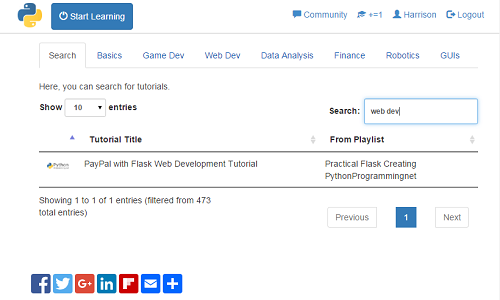 Start Learning
Community
+=1
Harrison
Logout
Search
Basics
Game Dev
Web Dev
Data Analysis
Finance
Robotics
GUIs
Here, you can search for tutorials.
Show 10 entries
Search: web dev
Tutorial Title
From Playlist
Python
PayPal with Flask Web Development Tutorial
Practical Flask Creating
PythonProgrammingnet
Showing 1 to 1 of 1 entries (filtered from 473
total entries)
Previous
1
Next